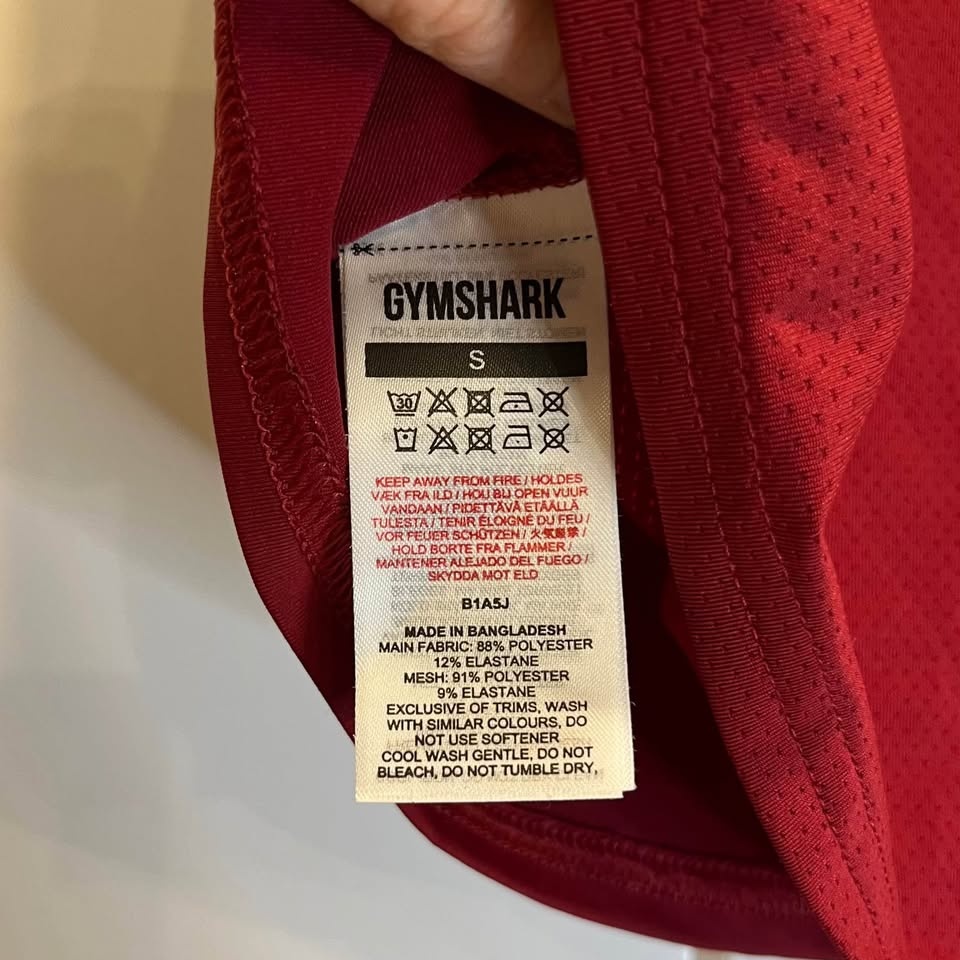 GYMSHARK
S
30
KEEP AWAY FROM FIRE / HOLDES
VÆK FRA ILD / HOU BIJ OPEN VUUR
VANDAAN / PIDETTÄVÄ ETÄÄLLÄ
TULESTA / TENIR ÉLOIGNÉ DU FEU /
VOR FEUER SCHÜTZEN / 火気厳禁 /
HOLD BORTE FRA FLAMMER /
MANTENER ALEJADO DEL FUEGO /
SKYDDA MOT ELD
B1A5J
MADE IN BANGLADESH
MAIN FABRIC: 88% POLYESTER
12% ELASTANE
MESH: 91% POLYESTER
9% ELASTANE
EXCLUSIVE OF TRIMS, WASH
WITH SIMILAR COLOURS, DO
NOT USE SOFTENER
COOL WASH GENTLE, DO NOT
BLEACH, DO NOT TUMBLE DRY,